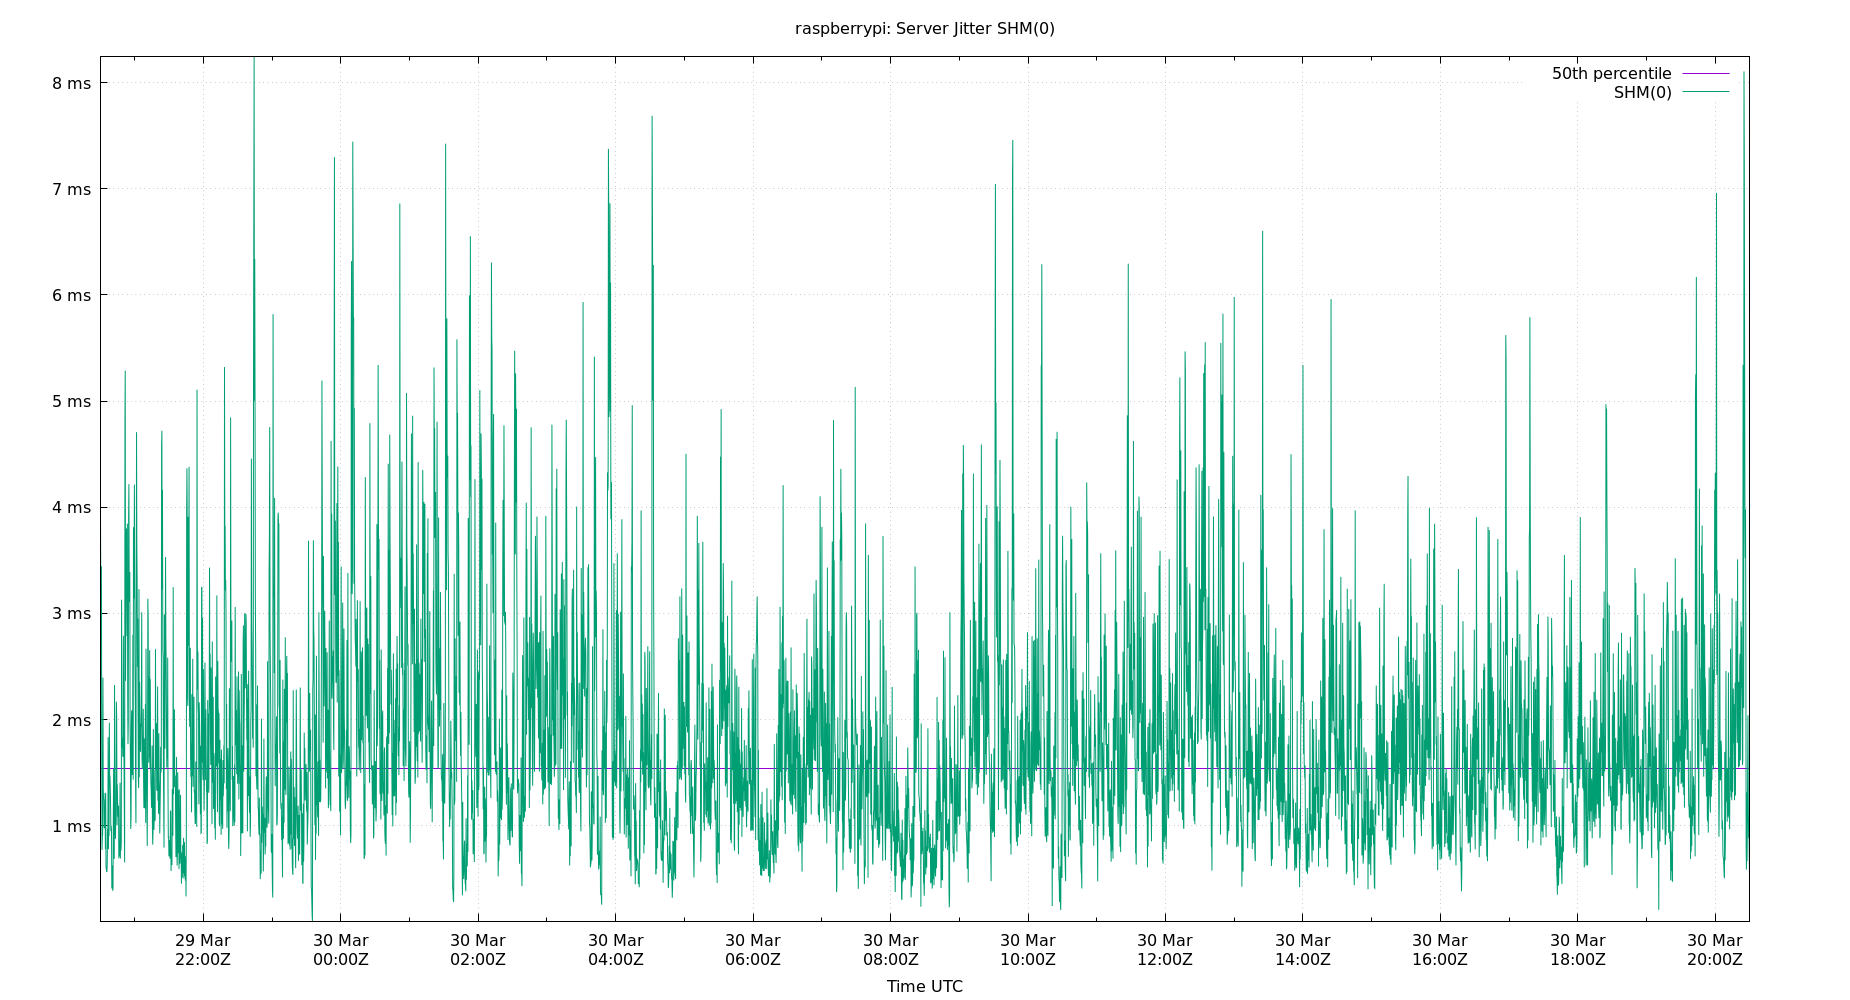 raspberrypi: Server Jitter SHM(0)
50th percentile
SHM(0)
8 ms
7 ms
6 ms
5 ms
4 ms
3 ms
2 ms
1 ms
29 Mar 30 Mar 30 Mar 30 Mar 30 Mar 30 Mar 30 Mar 30 Mar 30 Mar 30 Mar 30 Mar 30 Mar
22:00Z 00:00Z 02:00Z 04:00Z 06:00Z 08:00Z 10:00Z 12:00Z 14:00Z 16:00Z 18:00Z 20:00Z
Time UTC